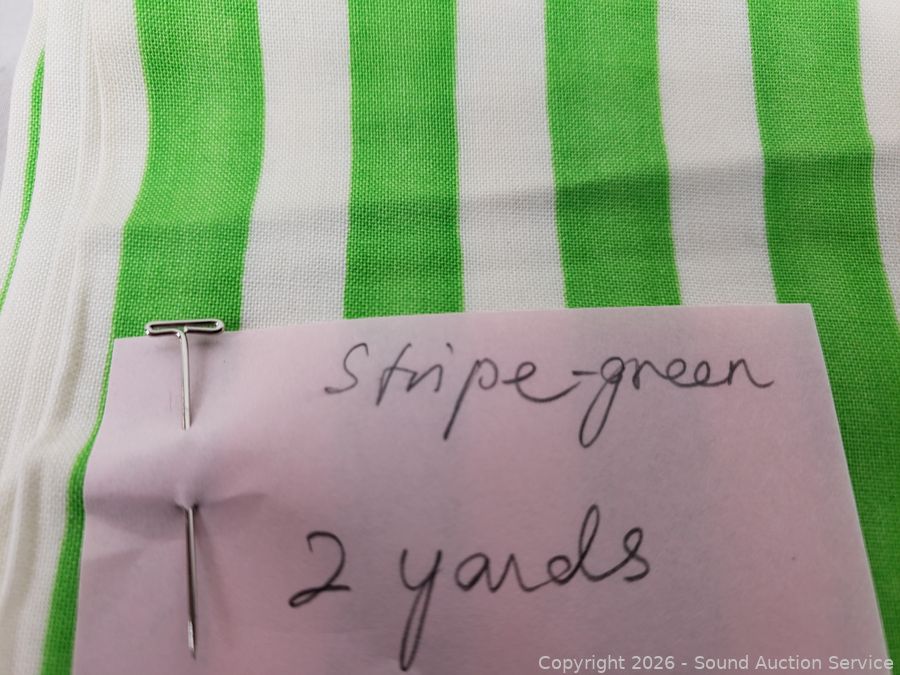 Stripe-green
2 yards
Copyright 2026 - Sound Auction Service